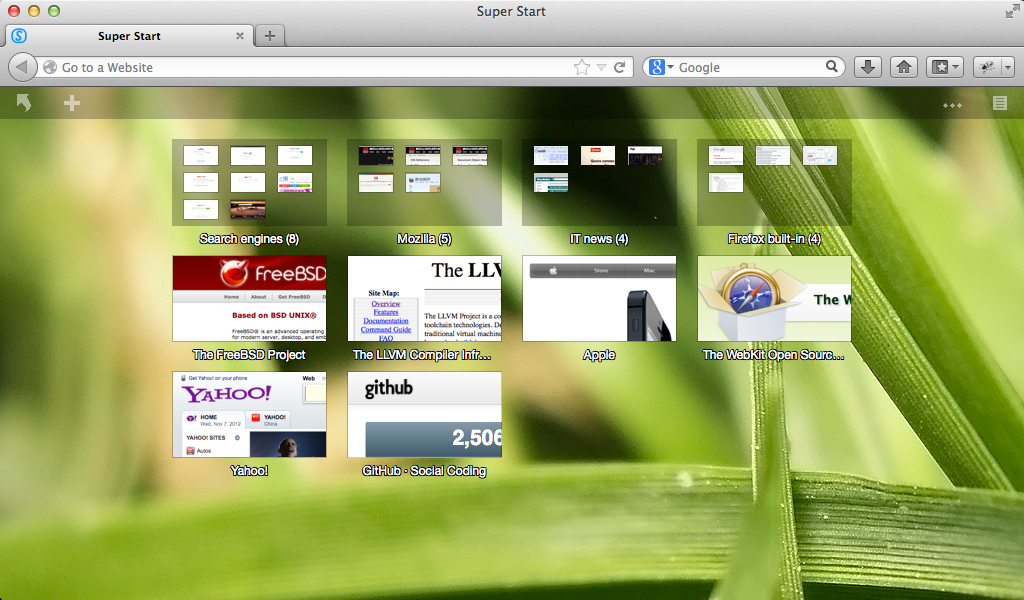 Super Start
Super Start
Go to a Website
Google
Search engines (8)
Mozilla (5)
IT news (4)
Firefox built-in (4)
FreeBSD
Home About Get FreeBSD
Based on BSD UNIX®
FreeBSD® is an advanced operating
for modern server, desktop, and emb
The FreeBSD Project
The LLV
Site Map:
Overview
Features
Documentation
Command Guide
FAQ
The LLVM Project is a co
toolchain technologies. De
traditional virtual machine
The LLVM Compiler Infr...
Store Mac
Apple
The W
The WebKit Open Sourc...
Get Yahoo! on your phone
YAHOO!
Web
HOME
Wed, Nov 7, 2012
YAHOO!
China
YAHOO! SITES
Autos
Yahoo!
github
2,506
GitHub · Social Coding